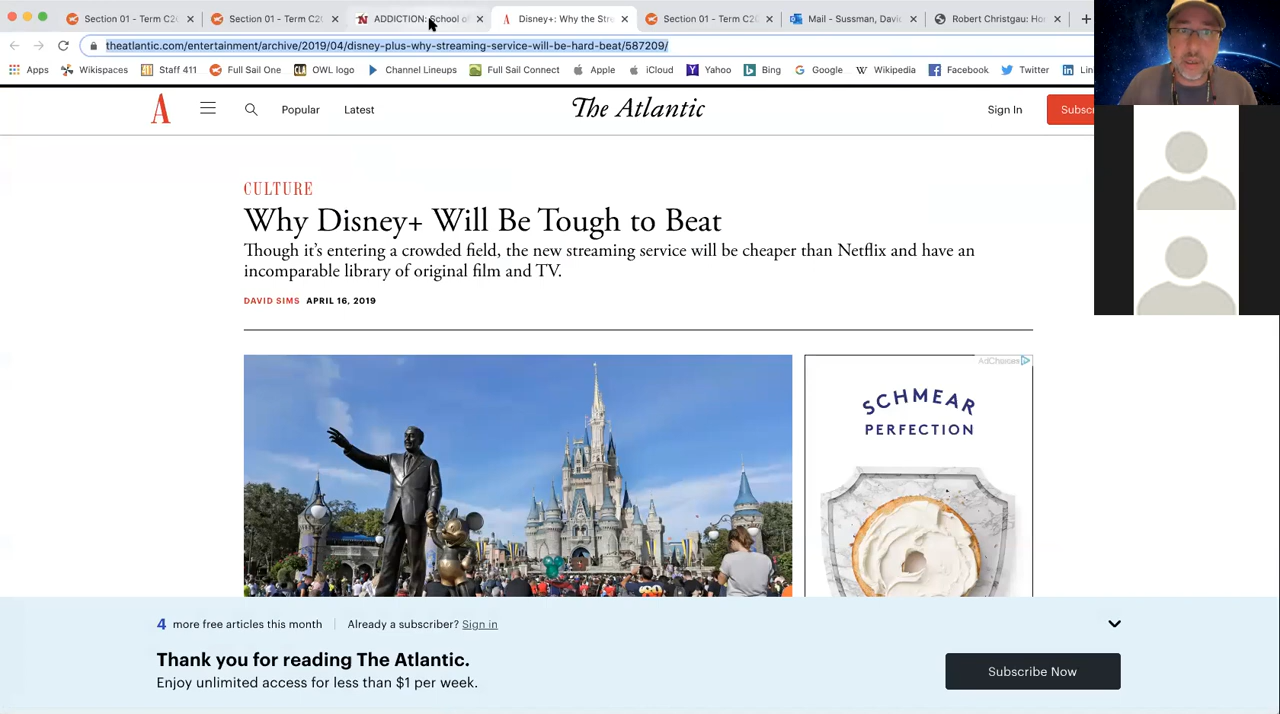 Section 01 - Term C2
Section 01 - Term C2
ADDICTION: School of
Disney+: Why the Stre
Section 01 - Term C2
Mail - Sussman, Davi
Robert Christgau: Ho
theatlantic.com/entertainment/archive/2019/04/disney-plus-why-streaming-service-will-be-hard-beat/587209/
Apps
Wikispaces
Staff 411
Full Sail One
OWL logo
Channel Lineups
Full Sail Connect
Apple
iCloud
Yahoo
Bing
Google
Wikipedia
Facebook
Twitter
Lin
Popular
Latest
The Atlantic
Sign In
Subsc
CULTURE
Why Disney+ Will Be Tough to Beat
Though it's entering a crowded field, the new streaming service will be cheaper than Netflix and have an
incomparable library of original film and TV.
DAVID SIMS APRIL 16, 2019
AdChoices
SCHMEAR
PERFECTION
4 more free articles this month
Already a subscriber? Sign in
Thank you for reading The Atlantic.
Enjoy unlimited access for less than $1 per week.
Subscribe Now